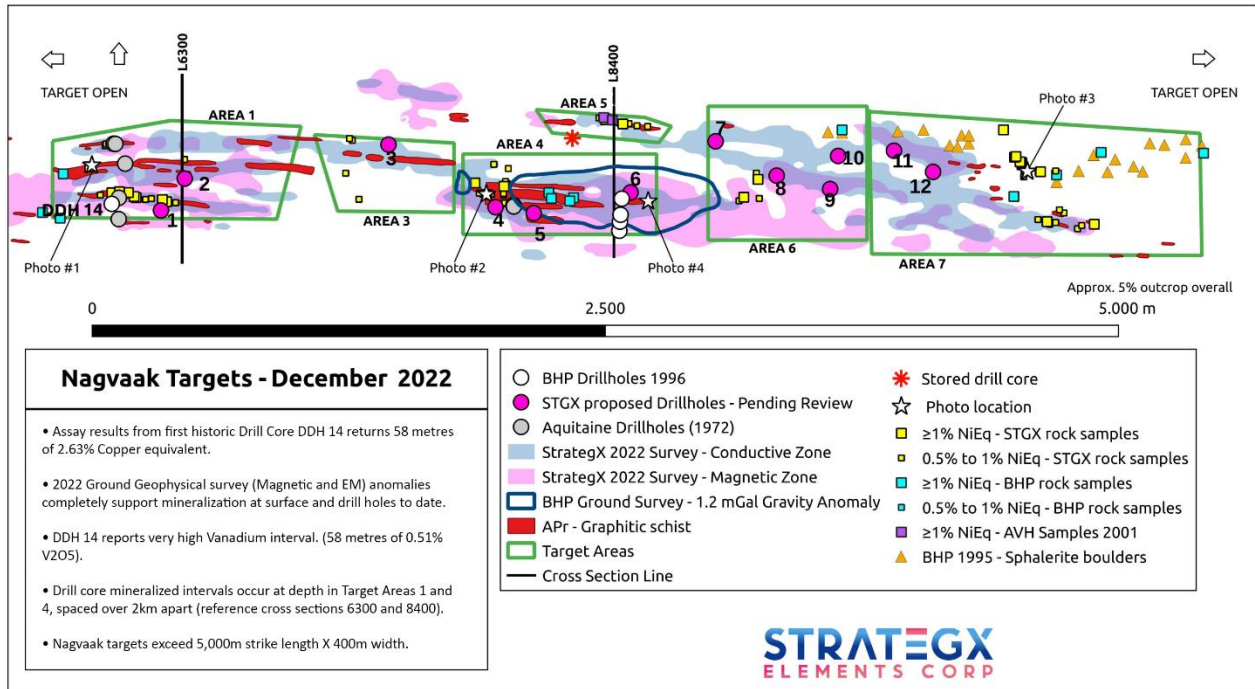 L6300
L8400
TARGET OPEN
AREA 1
AREA 5
Photo #3
TARGET OPEN
AREA 4
7
3
10
11
2
6
8
12
DDH 14
1
4
5
9
AREA 3
AREA 6
AREA 7
Photo #1
Photo #2
Photo #4
Approx. 5% outcrop overall
0
2.500
5.000 m
Nagvaak Targets - December 2022
• Assay results from first historic Drill Core DDH 14 returns 58 metres
of 2.63% Copper equivalent.
• 2022 Ground Geophysical survey (Magnetic and EM) anomalies
completely support mineralization at surface and drill holes to date.
• DDH 14 reports very high Vanadium interval. (58 metres of 0.51%
V2O5).
• Drill core mineralized intervals occur at depth in Target Areas 1 and
4, spaced over 2km apart (reference cross sections 6300 and 8400).
• Nagvaak targets exceed 5,000m strike length X 400m width.
BHP Drillholes 1996
STGX proposed Drillholes - Pending Review
Aquitaine Drillholes (1972)
StrategX 2022 Survey - Conductive Zone
StrategX 2022 Survey - Magnetic Zone
BHP Ground Survey - 1.2 mGal Gravity Anomaly
APr - Graphitic schist
Target Areas
Cross Section Line
Stored drill core
Photo location
≥1% NiEq - STGX rock samples
0.5% to 1% NiEq - STGX rock samples
≥1% NiEq - BHP rock samples
0.5% to 1% NiEq - BHP rock samples
≥1% NiEq - AVH Samples 2001
BHP 1995 - Sphalerite boulders
STRATEGX
ELEMENTS CORP